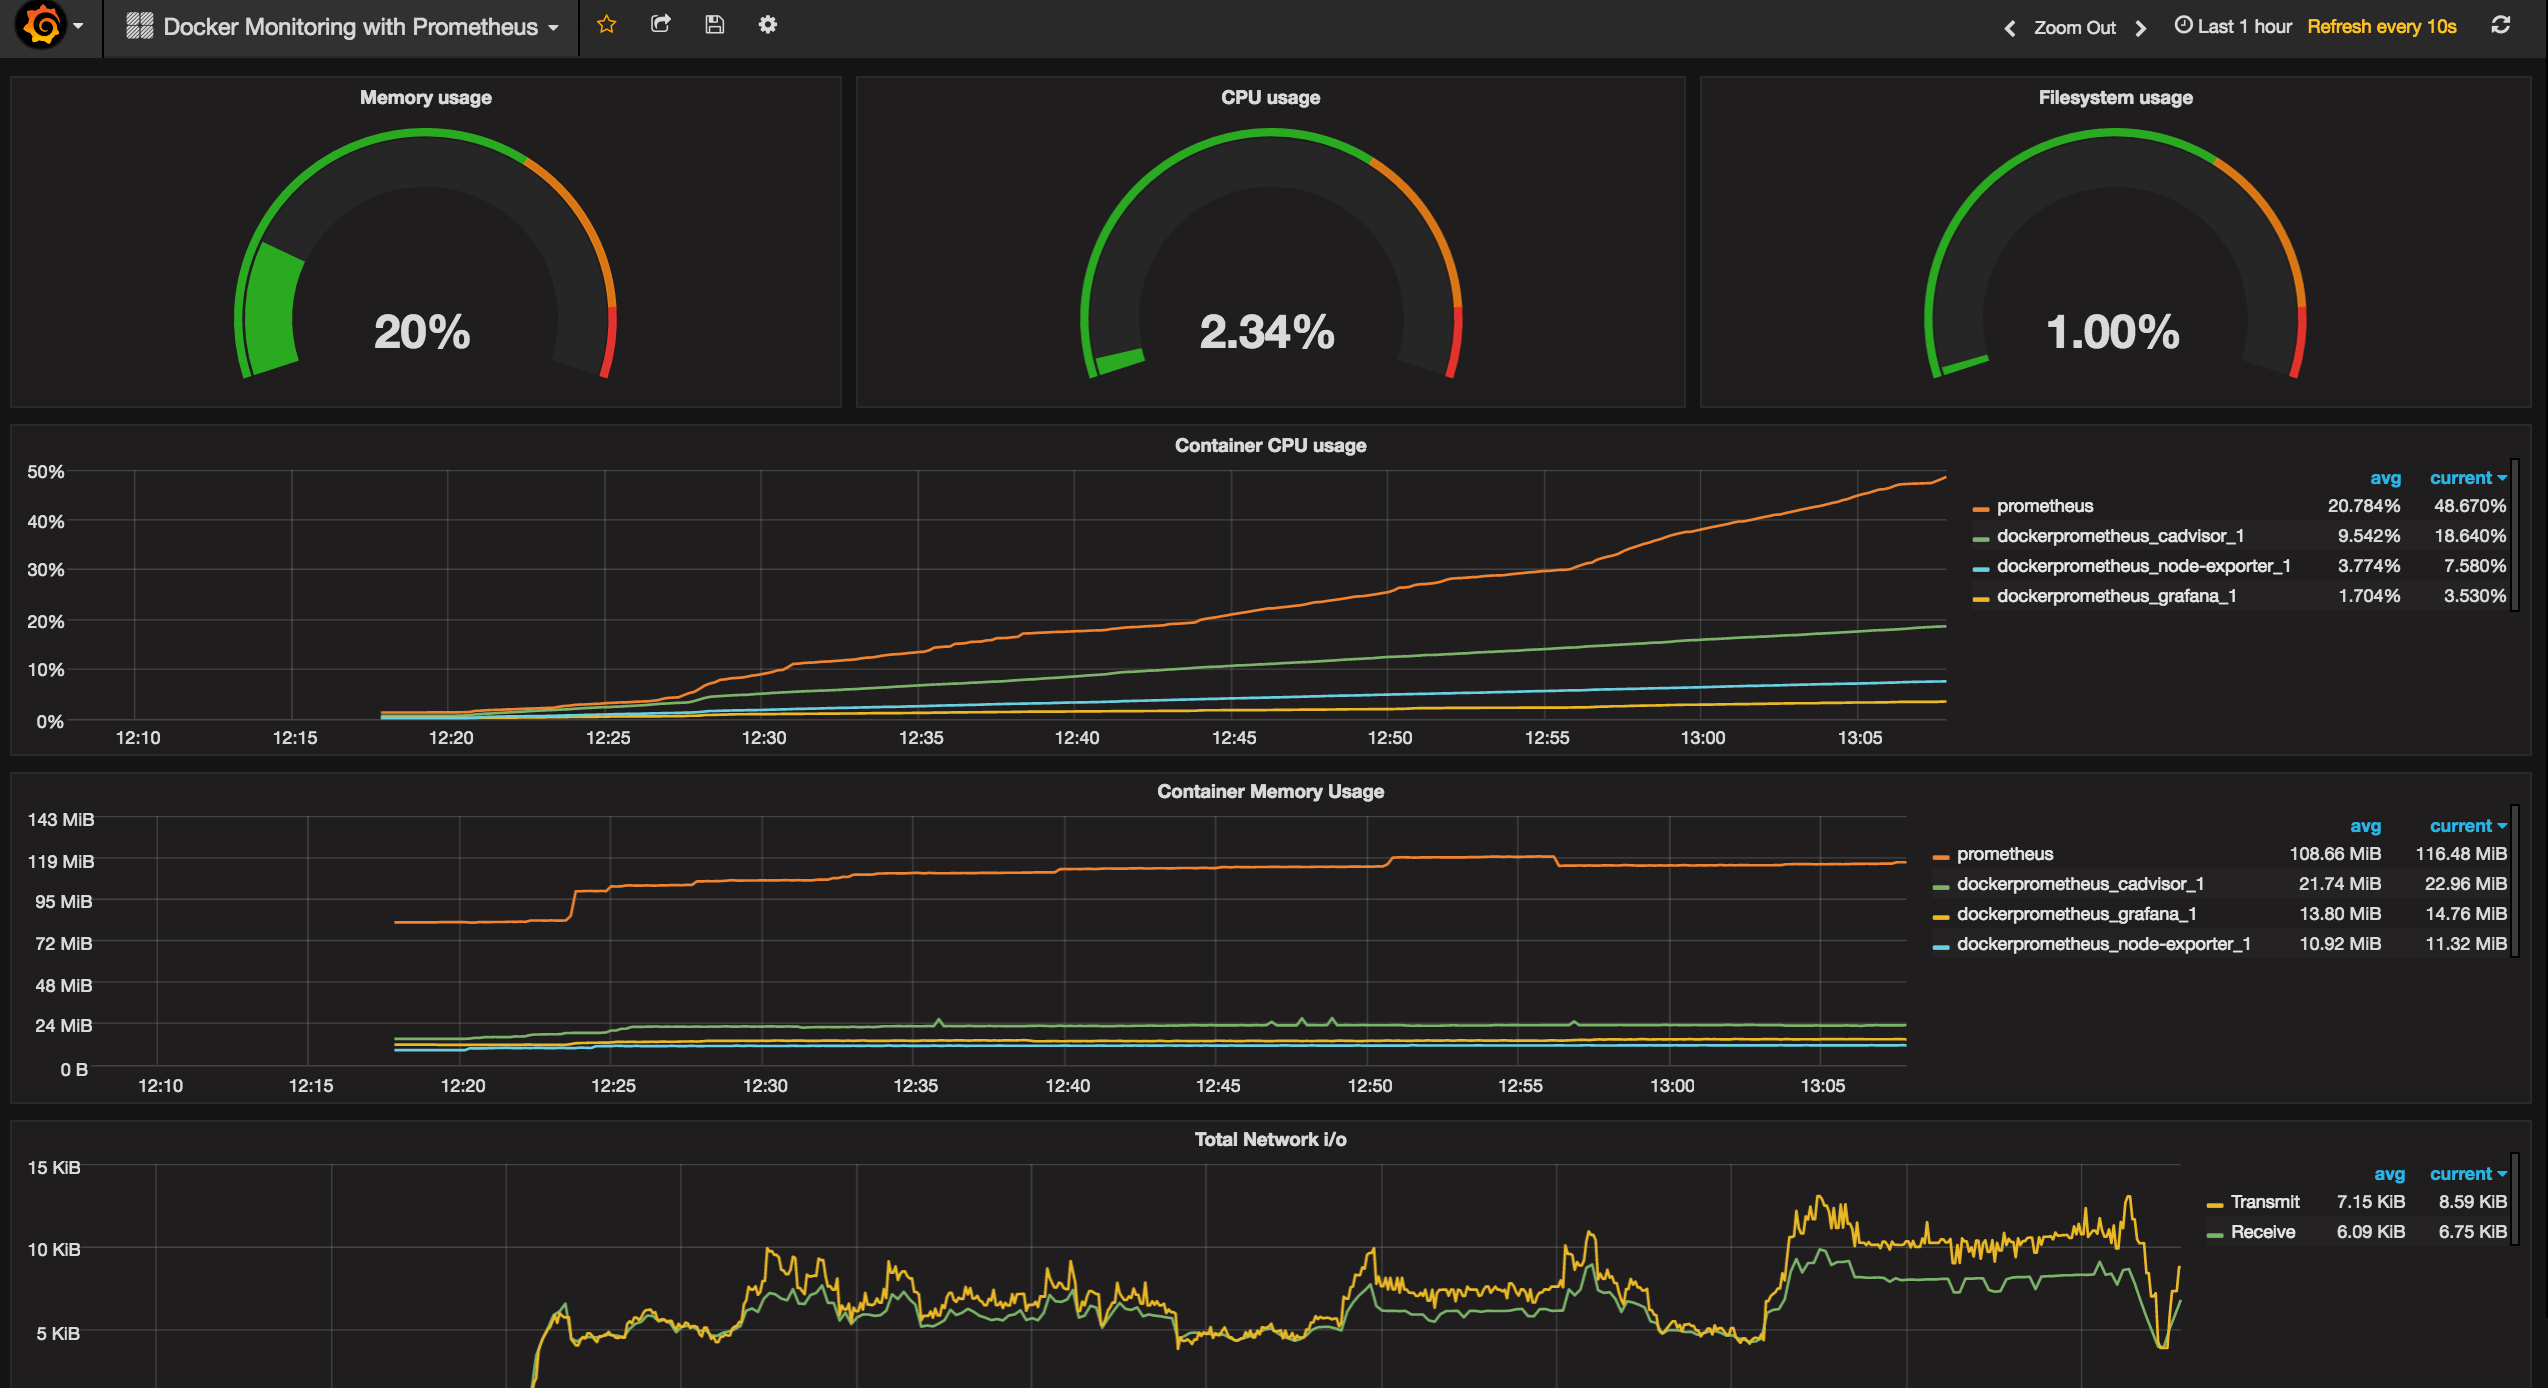 Docker Monitoring with Prometheus
Zoom Out Last 1 hour Refresh every 10s
Memory usage
20%
CPU usage
2.34%
Filesystem usage
1.00%
Container CPU usage
50%
40%
30%
20%
10%
0%
12:10 12:15 12:20 12:25 12:30 12:35 12:40 12:45 12:50 12:55 13:00 13:05
avg current
prometheus 20.784% 48.670%
dockerprometheus_cadvisor_1 9.542% 18.640%
dockerprometheus_node-exporter_1 3.774% 7.580%
dockerprometheus_grafana_1 1.704% 3.530%
Container Memory Usage
143 MiB
119 MiB
95 MiB
72 MiB
48 MiB
24 MiB
0 B
12:10 12:15 12:20 12:25 12:30 12:35 12:40 12:45 12:50 12:55 13:00 13:05
avg current
prometheus 108.66 MiB 116.48 MiB
dockerprometheus_cadvisor_1 21.74 MiB 22.96 MiB
dockerprometheus_grafana_1 13.80 MiB 14.76 MiB
dockerprometheus_node-exporter_1 10.92 MiB 11.32 MiB
Total Network i/o
15 KiB
10 KiB
5 KiB
avg current
Transmit 7.15 KiB 8.59 KiB
Receive 6.09 KiB 6.75 KiB